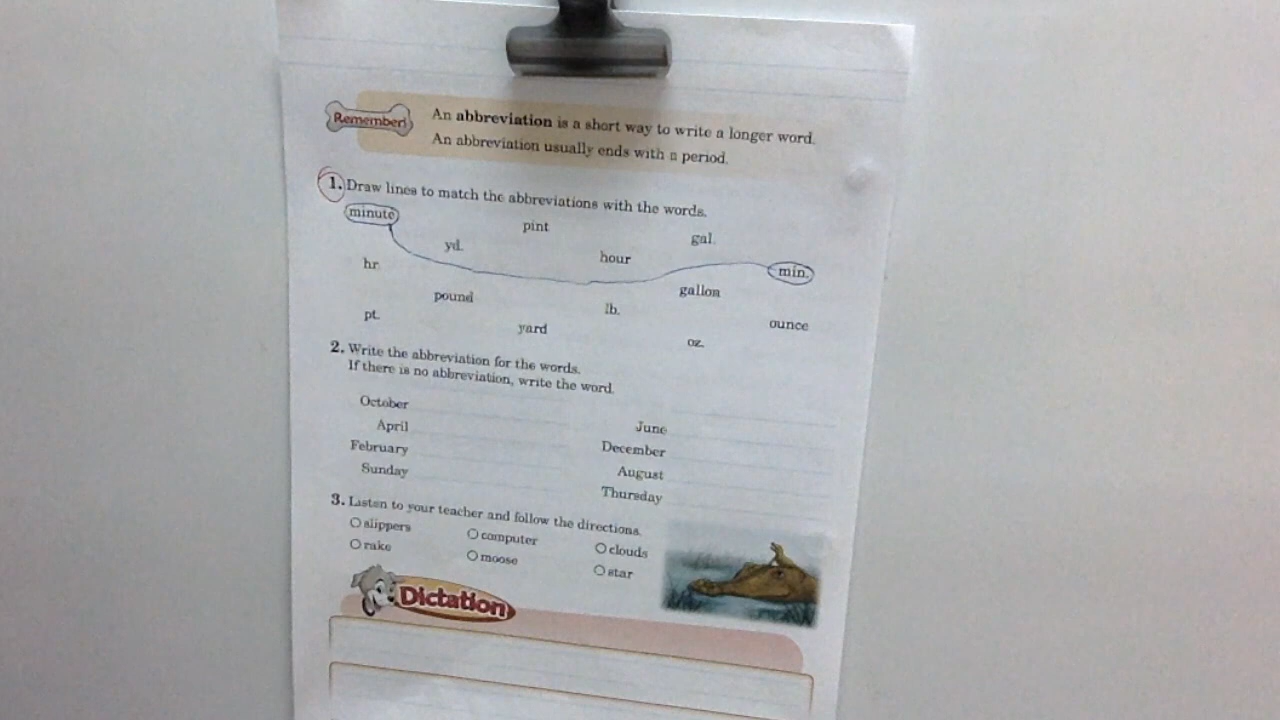 Remember!
An abbreviation is a short way to write a longer word.
An abbreviation usually ends with a period.
1. Draw lines to match the abbreviations with the words.
minute
pint
gal.
yd.
hour
min.
hr.
gallon
pound
lb.
ounce
pt.
yard
oz.
2. Write the abbreviation for the words.
If there is no abbreviation, write the word.
October
April
February
Sunday
June
December
August
Thursday
3. Listen to your teacher and follow the directions.
slippers
computer
clouds
rake
moose
star
Dictation